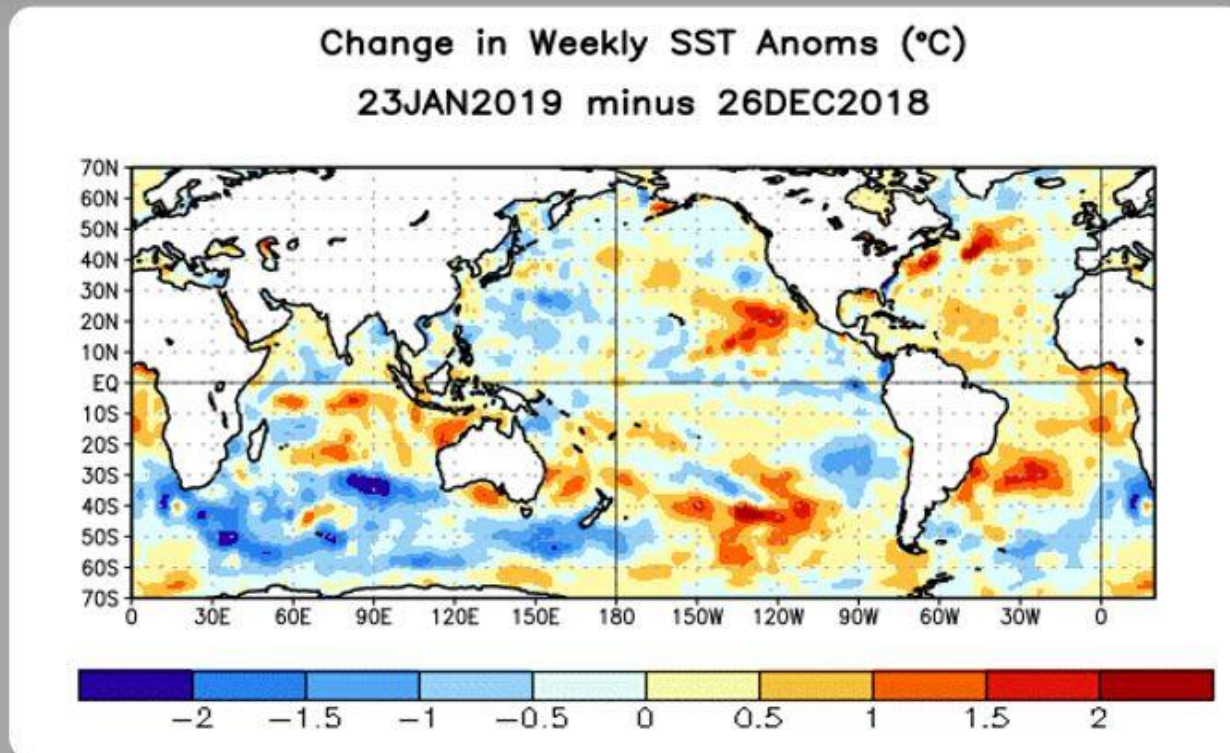 Change in Weekly SST Anoms (°C)
23JAN2019 minus 26DEC2018
70N
60N
50N
40N
30N
20N
10N
EQ
10S
20S
30S
40S
50S
60S
70S
0 30E 60E 90E 120E 150E 180 150W 120W 90W 60W 30W 0
−2 −1.5 −1 −0.5 0 0.5 1 1.5 2